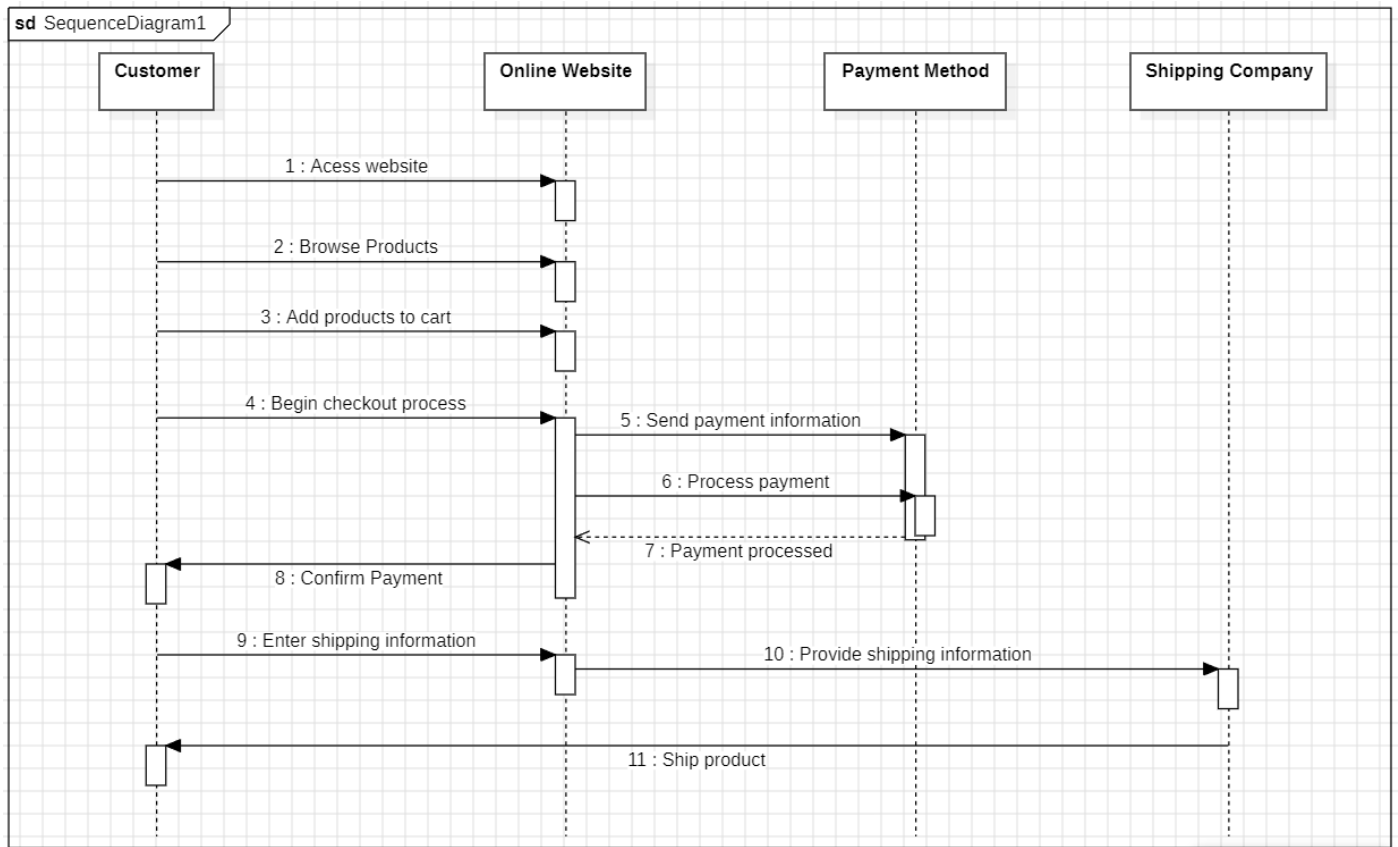 sd SequenceDiagram1
Customer
Online Website
Payment Method
Shipping Company
1 : Acess website
2 : Browse Products
3 : Add products to cart
4 : Begin checkout process
5 : Send payment information
6 : Process payment
7 : Payment processed
8 : Confirm Payment
9 : Enter shipping information
10 : Provide shipping information
11 : Ship product